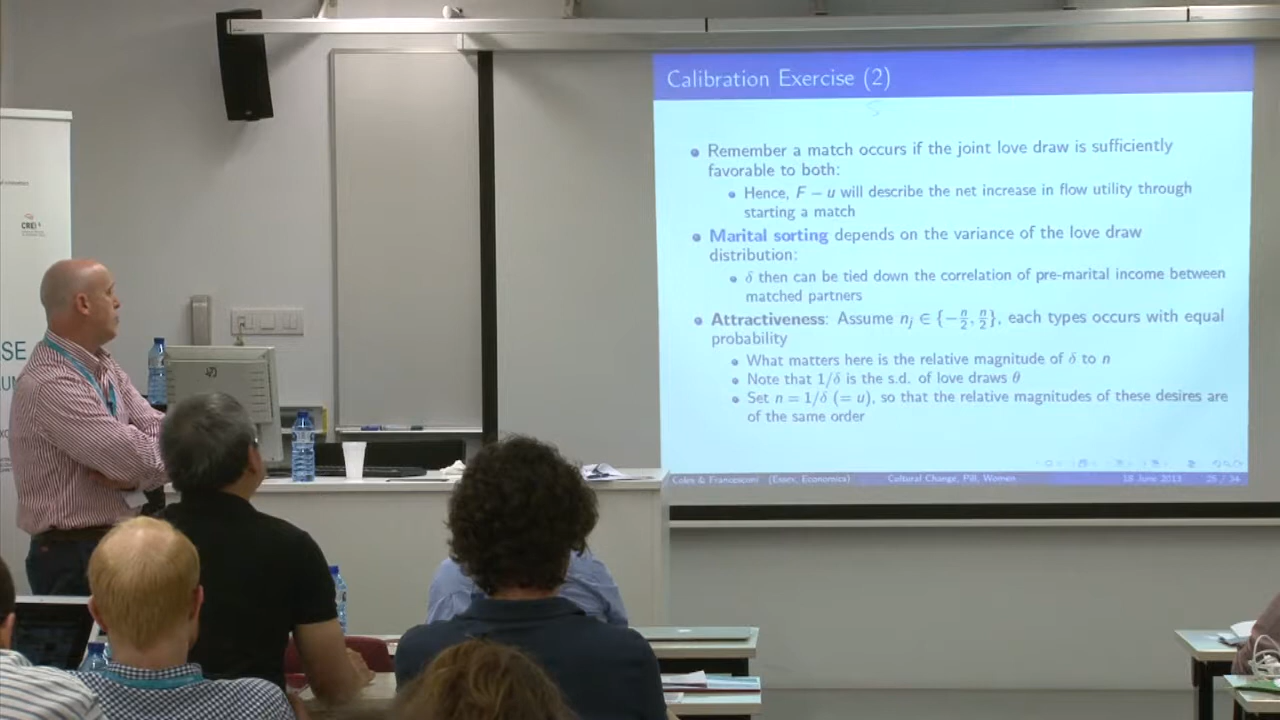 Calibration Exercise (2)
Remember a match occurs if the joint love draw is sufficiently
favorable to both:
Hence, F − u will describe the net increase in flow utility through
starting a match
Marital sorting depends on the variance of the love draw
distribution:
δ then can be tied down the correlation of pre-marital income between
matched partners
Attractiveness: Assume nⱼ ∈ {−n/2, n/2}, each types occurs with equal
probability
What matters here is the relative magnitude of δ to n
Note that 1/δ is the s.d. of love draws θ
Set n = 1/δ (= u), so that the relative magnitudes of these desires are
of the same order
Coles & Francesconi (Essex, Economics)
Cultural Change, Pill, Women
18 June 2013
25 / 34
CREi